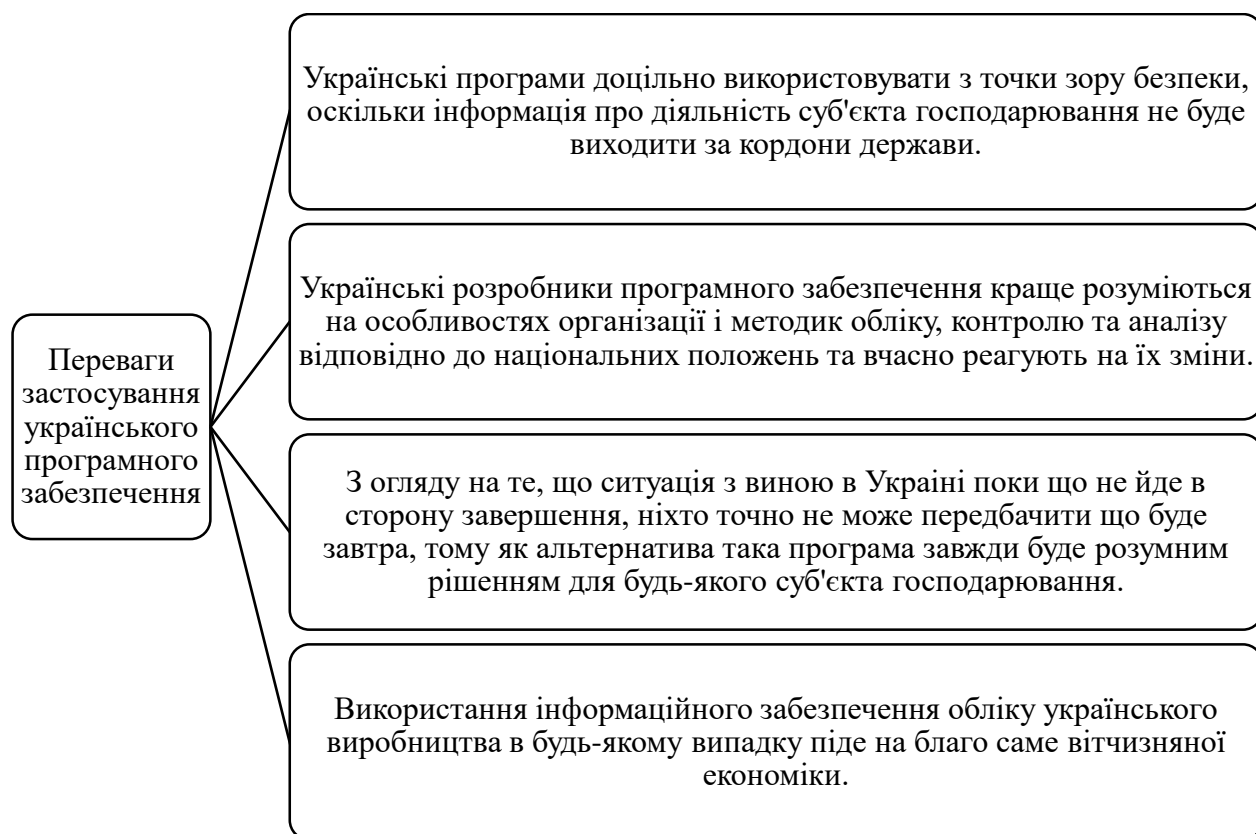 Українські програми доцільно використовувати з точки зору безпеки,
оскільки інформація про діяльність суб'єкта господарювання не буде
виходити за кордони держави.
Українські розробники програмного забезпечення краще розуміються
на особливостях організації і методик обліку, контролю та аналізу
відповідно до національних положень та вчасно реагують на їх зміни.
Переваги
застосування
українського
програмного
забезпечення
З огляду на те, що ситуація з виною в Україні поки що не йде в
сторону завершення, ніхто точно не може передбачити що буде
завтра, тому як альтернатива така програма завжди буде розумним
рішенням для будь-якого суб'єкта господарювання.
Використання інформаційного забезпечення обліку українського
виробництва в будь-якому випадку піде на благо саме вітчизняної
економіки.